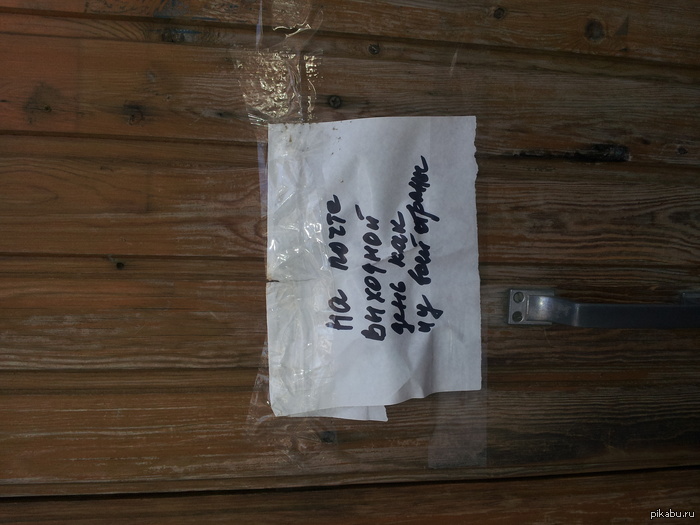 на почте
выходной
день как
и у всей страны
pikabu.ru